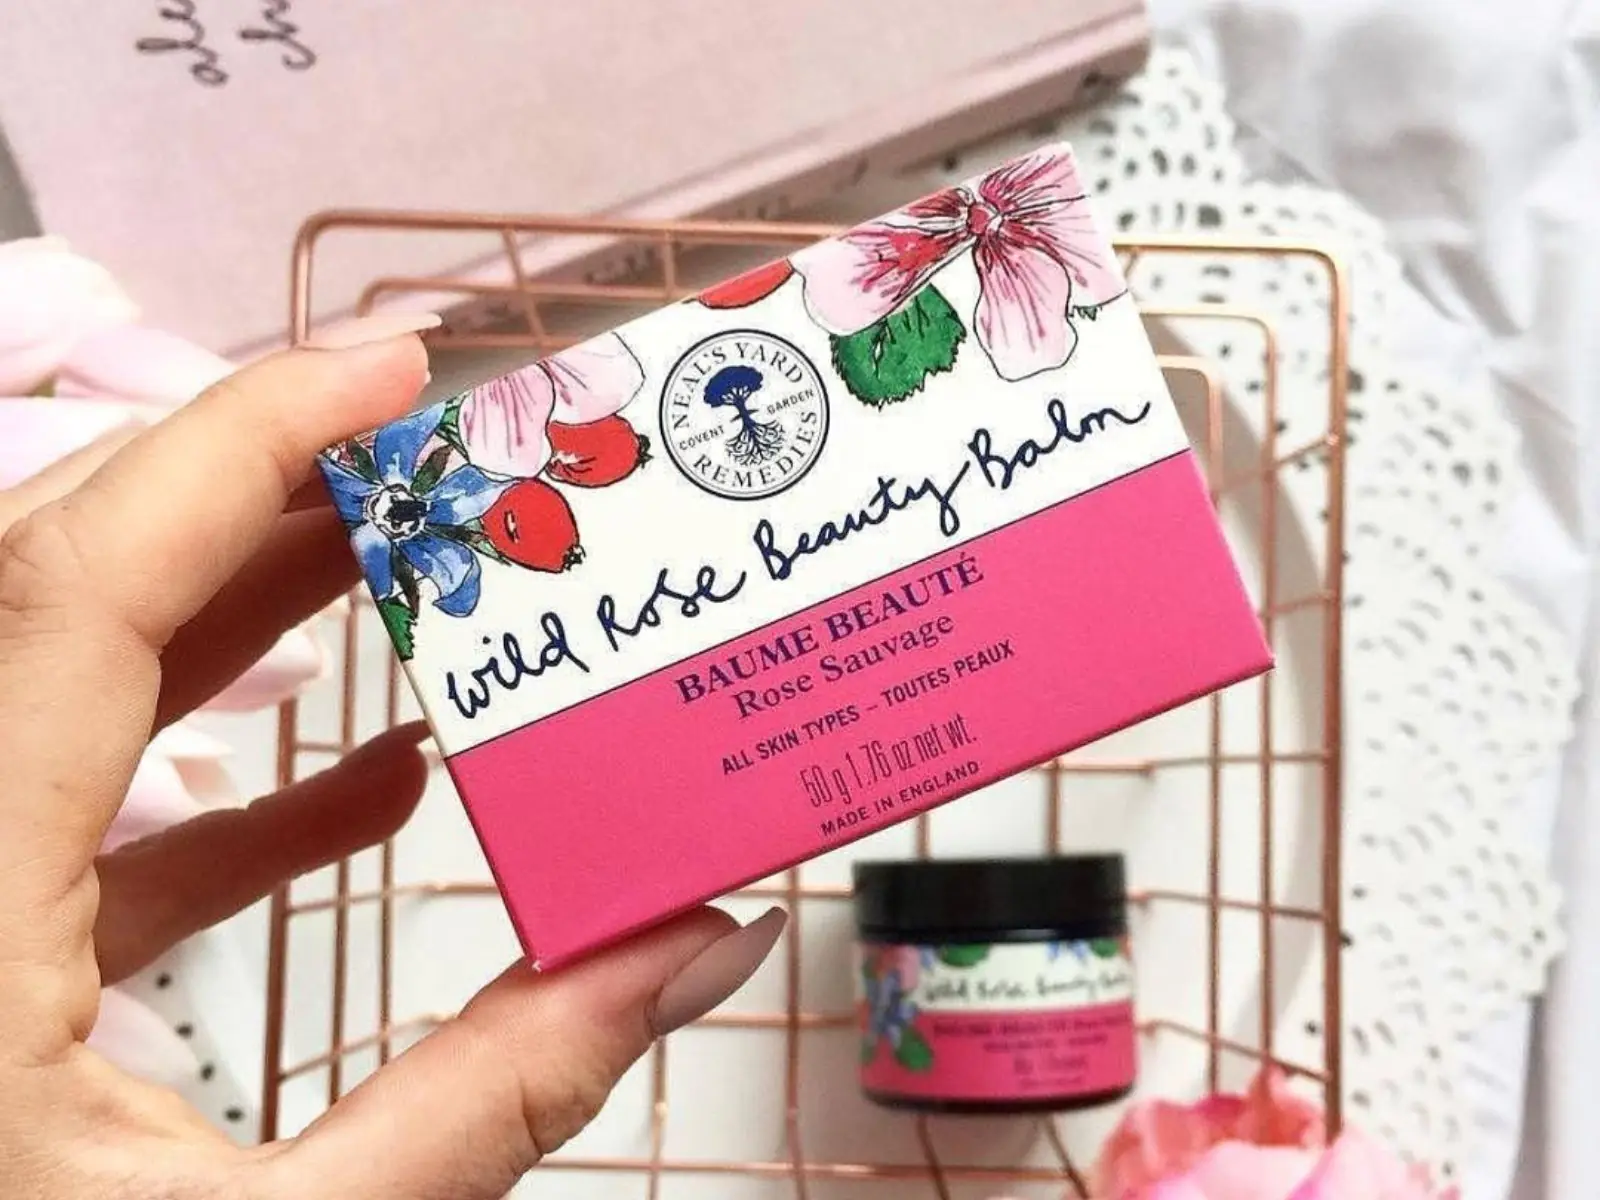 NEAL'S YARD
COVENT GARDEN
REMEDIES
Wild Rose Beauty Balm
BAUME BEAUTÉ
Rose Sauvage
ALL SKIN TYPES – TOUTES PEAUX
50 g 1.76 oz net wt.
MADE IN ENGLAND
Wild Rose Beauty Balm